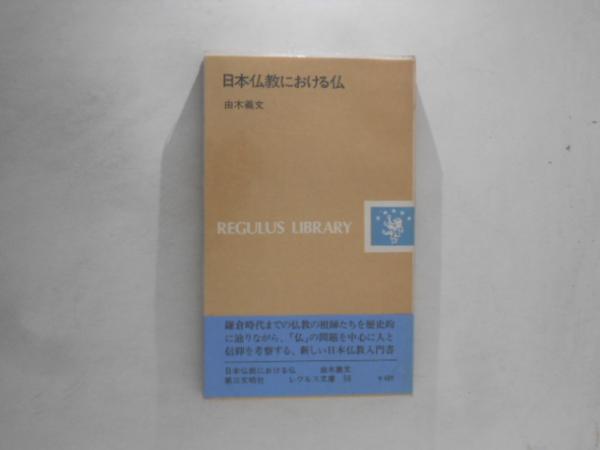 日本仏教における仏
由木義文
REGULUS LIBRARY
鎌倉時代までの仏教の祖師たちを歴史的
に辿りながら、「仏」の問題を中心に人と
信仰を考察する、新しい日本仏教入門書
日本仏教における仏 由木義文
第三文明社 レグルス文庫